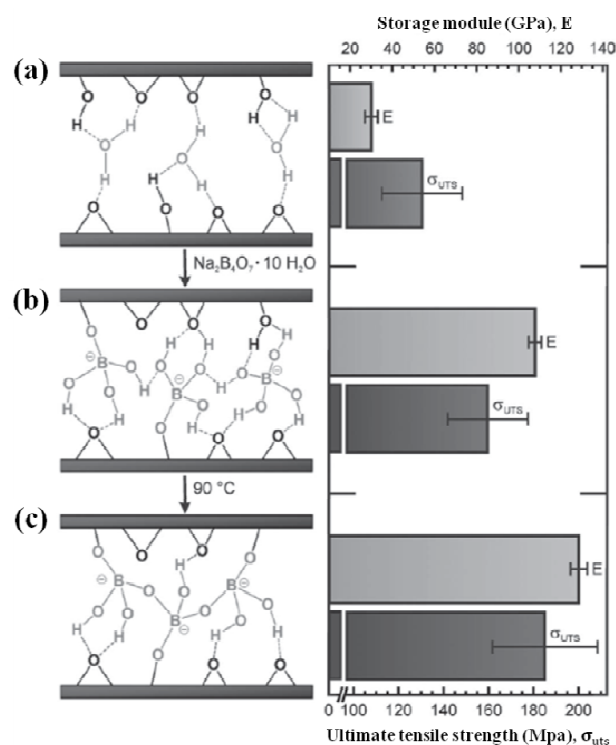 Storage module (GPa), E
20 40 60 80 100 120 140
(a)
O O O O
H H H H H
O O O
H H H H
O O O O
E
σUTS
Na₂B₄O₇ · 10 H₂O
(b)
O O O O
H H H H
⊖ B O O O H O ⊖ B O
O O H B O H O
H H O H H H
O O O O
E
σUTS
90 °C
(c)
O O O O
H
⊖ B O O O B ⊖
O O B ⊖ O O
H H O H H
O O O
E
σUTS
0 100 120 140 160 180 200
Ultimate tensile strength (Mpa), σuts